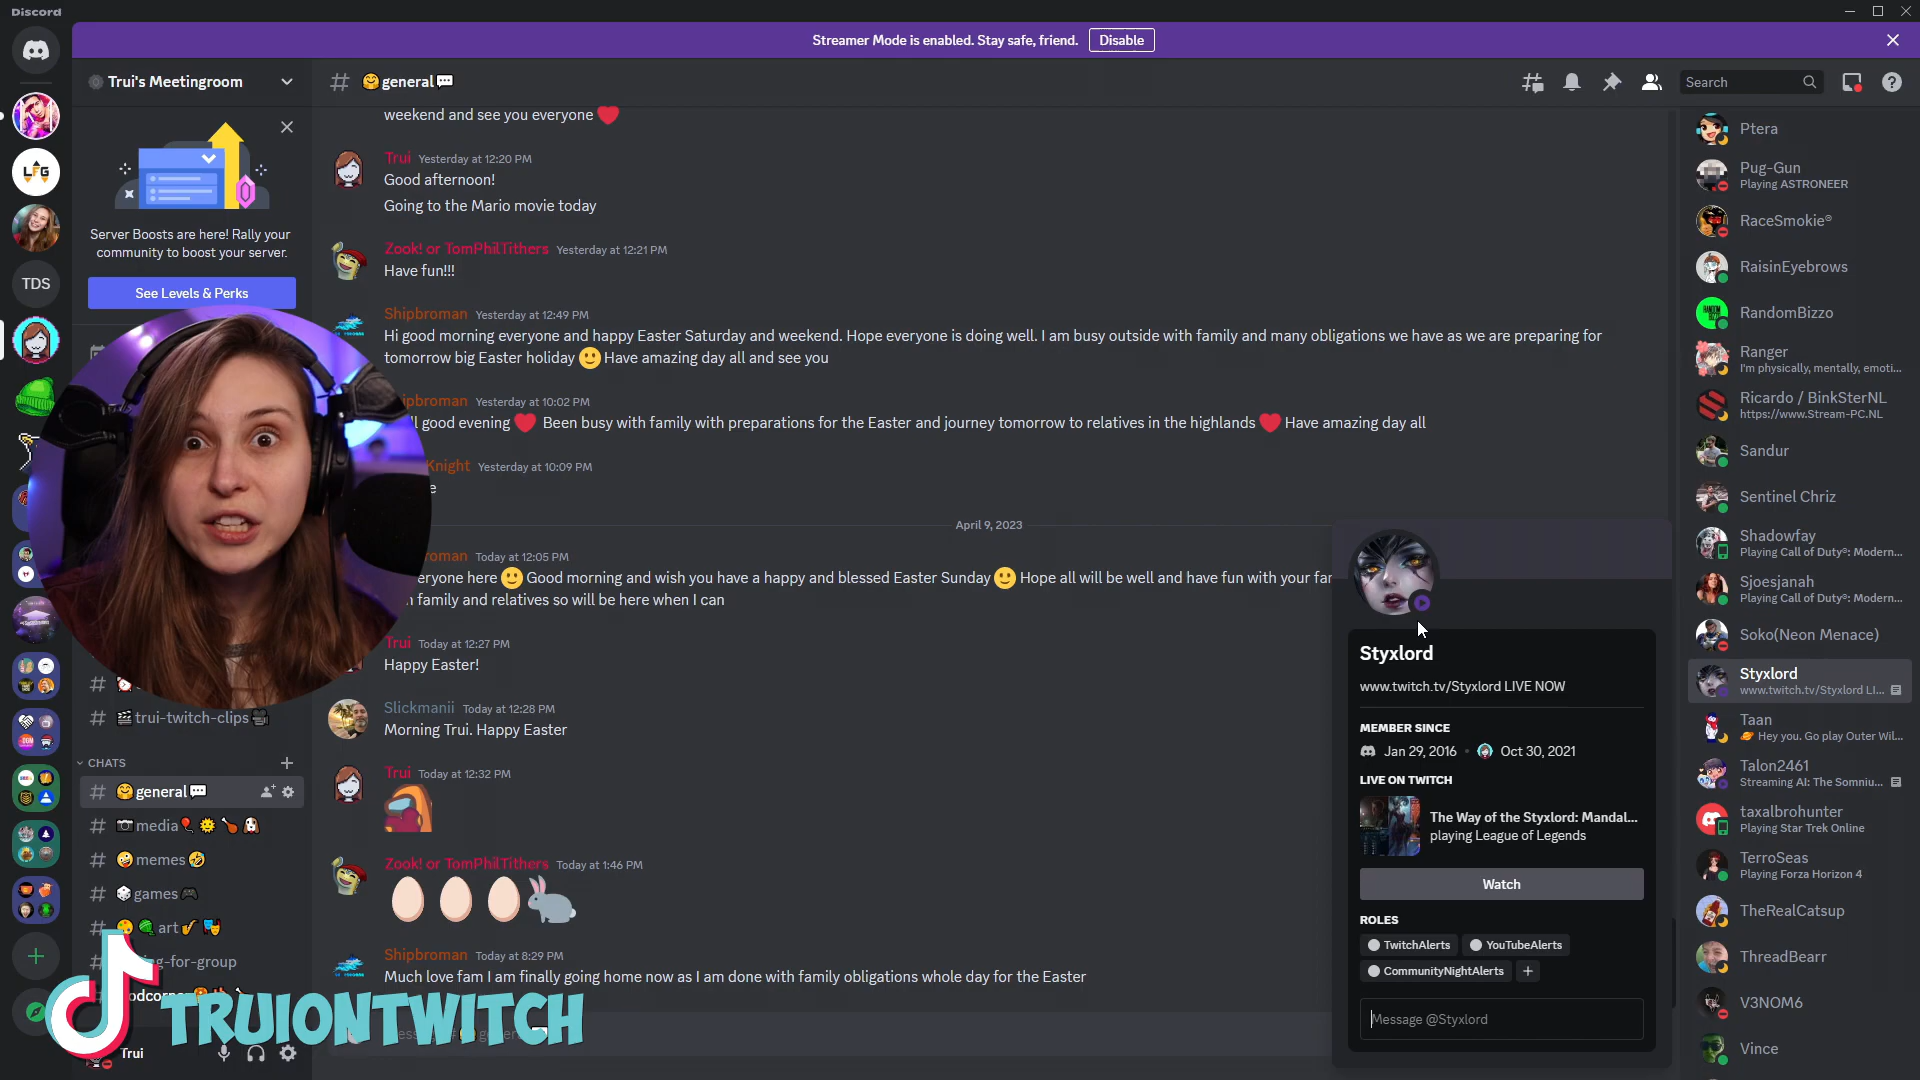 Discord
Streamer Mode is enabled. Stay safe, friend.
Disable
Trui's Meetingroom
general
Search
LFG
TDS
Server Boosts are here! Rally your
community to boost your server.
See Levels & Perks
trui-twitch-clips
CHATS
general
media
memes
games
art
-for-group
Trui
TRUIONTWITCH
weekend and see you everyone
Trui Yesterday at 12:20 PM
Good afternoon!
Going to the Mario movie today
Zook! or TomPhilTithers Yesterday at 12:21 PM
Have fun!!!
Shipbroman Yesterday at 12:49 PM
Hi good morning everyone and happy Easter Saturday and weekend. Hope everyone is doing well. I am busy outside with family and many obligations we have as we are preparing for
tomorrow big Easter holiday 🙂 Have amazing day all and see you
ipbroman Yesterday at 10:02 PM
good evening ❤ Been busy with family with preparations for the Easter and journey tomorrow to relatives in the highlands ❤ Have amazing day all
Knight Yesterday at 10:09 PM
e
April 9, 2023
roman Today at 12:05 PM
eryone here 🙂 Good morning and wish you have a happy and blessed Easter Sunday 🙂 Hope all will be well and have fun with your far
family and relatives so will be here when I can
Trui Today at 12:27 PM
Happy Easter!
Slickmanii Today at 12:28 PM
Morning Trui. Happy Easter
Trui Today at 12:32 PM
Zook! or TomPhilTithers Today at 1:46 PM
Shipbroman Today at 8:29 PM
Much love fam I am finally going home now as I am done with family obligations whole day for the Easter
Styxlord
www.twitch.tv/Styxlord LIVE NOW
MEMBER SINCE
Jan 29, 2016 • Oct 30, 2021
LIVE ON TWITCH
The Way of the Styxlord: Mandal...
playing League of Legends
Watch
ROLES
TwitchAlerts
YouTubeAlerts
CommunityNightAlerts
+
Message @Styxlord
Ptera
Pug-Gun
Playing ASTRONEER
RaceSmokie®
RaisinEyebrows
RandomBizzo
Ranger
I'm physically, mentally, emoti...
Ricardo / BinkSterNL
https://www.Stream-PC.NL
Sandur
Sentinel Chriz
Shadowfay
Playing Call of Duty®: Modern...
Sjoesjanah
Playing Call of Duty®: Modern...
Soko(Neon Menace)
Styxlord
www.twitch.tv/Styxlord LI...
Taan
Hey you. Go play Outer Wil...
Talon2461
Streaming AI: The Somniu...
taxalbrohunter
Playing Star Trek Online
TerroSeas
Playing Forza Horizon 4
TheRealCatsup
ThreadBearr
V3NOM6
Vince